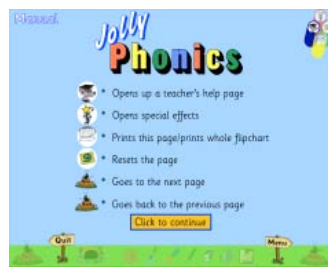 Manual
Jolly
Phonics
* Opens up a teacher's help page
* Opens special effects
* Prints this page/prints whole flipchart
* Resets the page
* Goes to the next page
* Goes back to the previous page
Click to continue
Quit
Menu